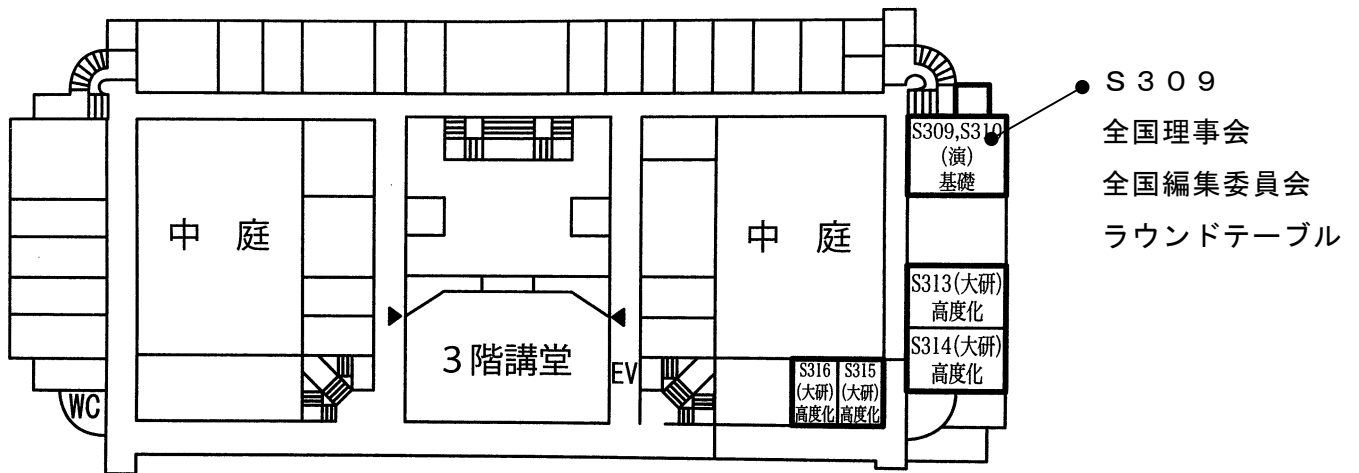 Ｓ３０９
全国理事会
全国編集委員会
ラウンドテーブル
S309,S310
(演)
基礎
中 庭
中 庭
S313(大研)
高度化
S314(大研)
高度化
３階講堂
EV
S316
(大研)
高度化
S315
(大研)
高度化
WC